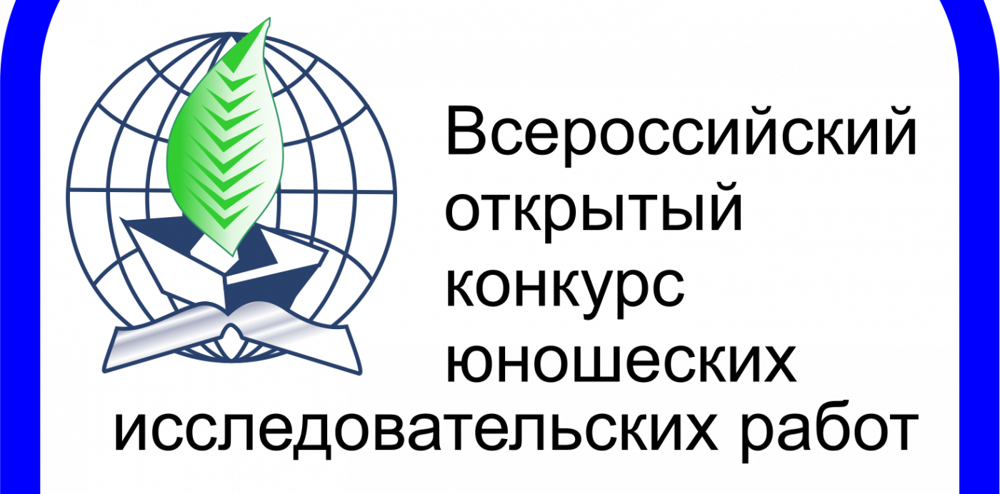 Всероссийский
открытый
конкурс
юношеских
исследовательских работ